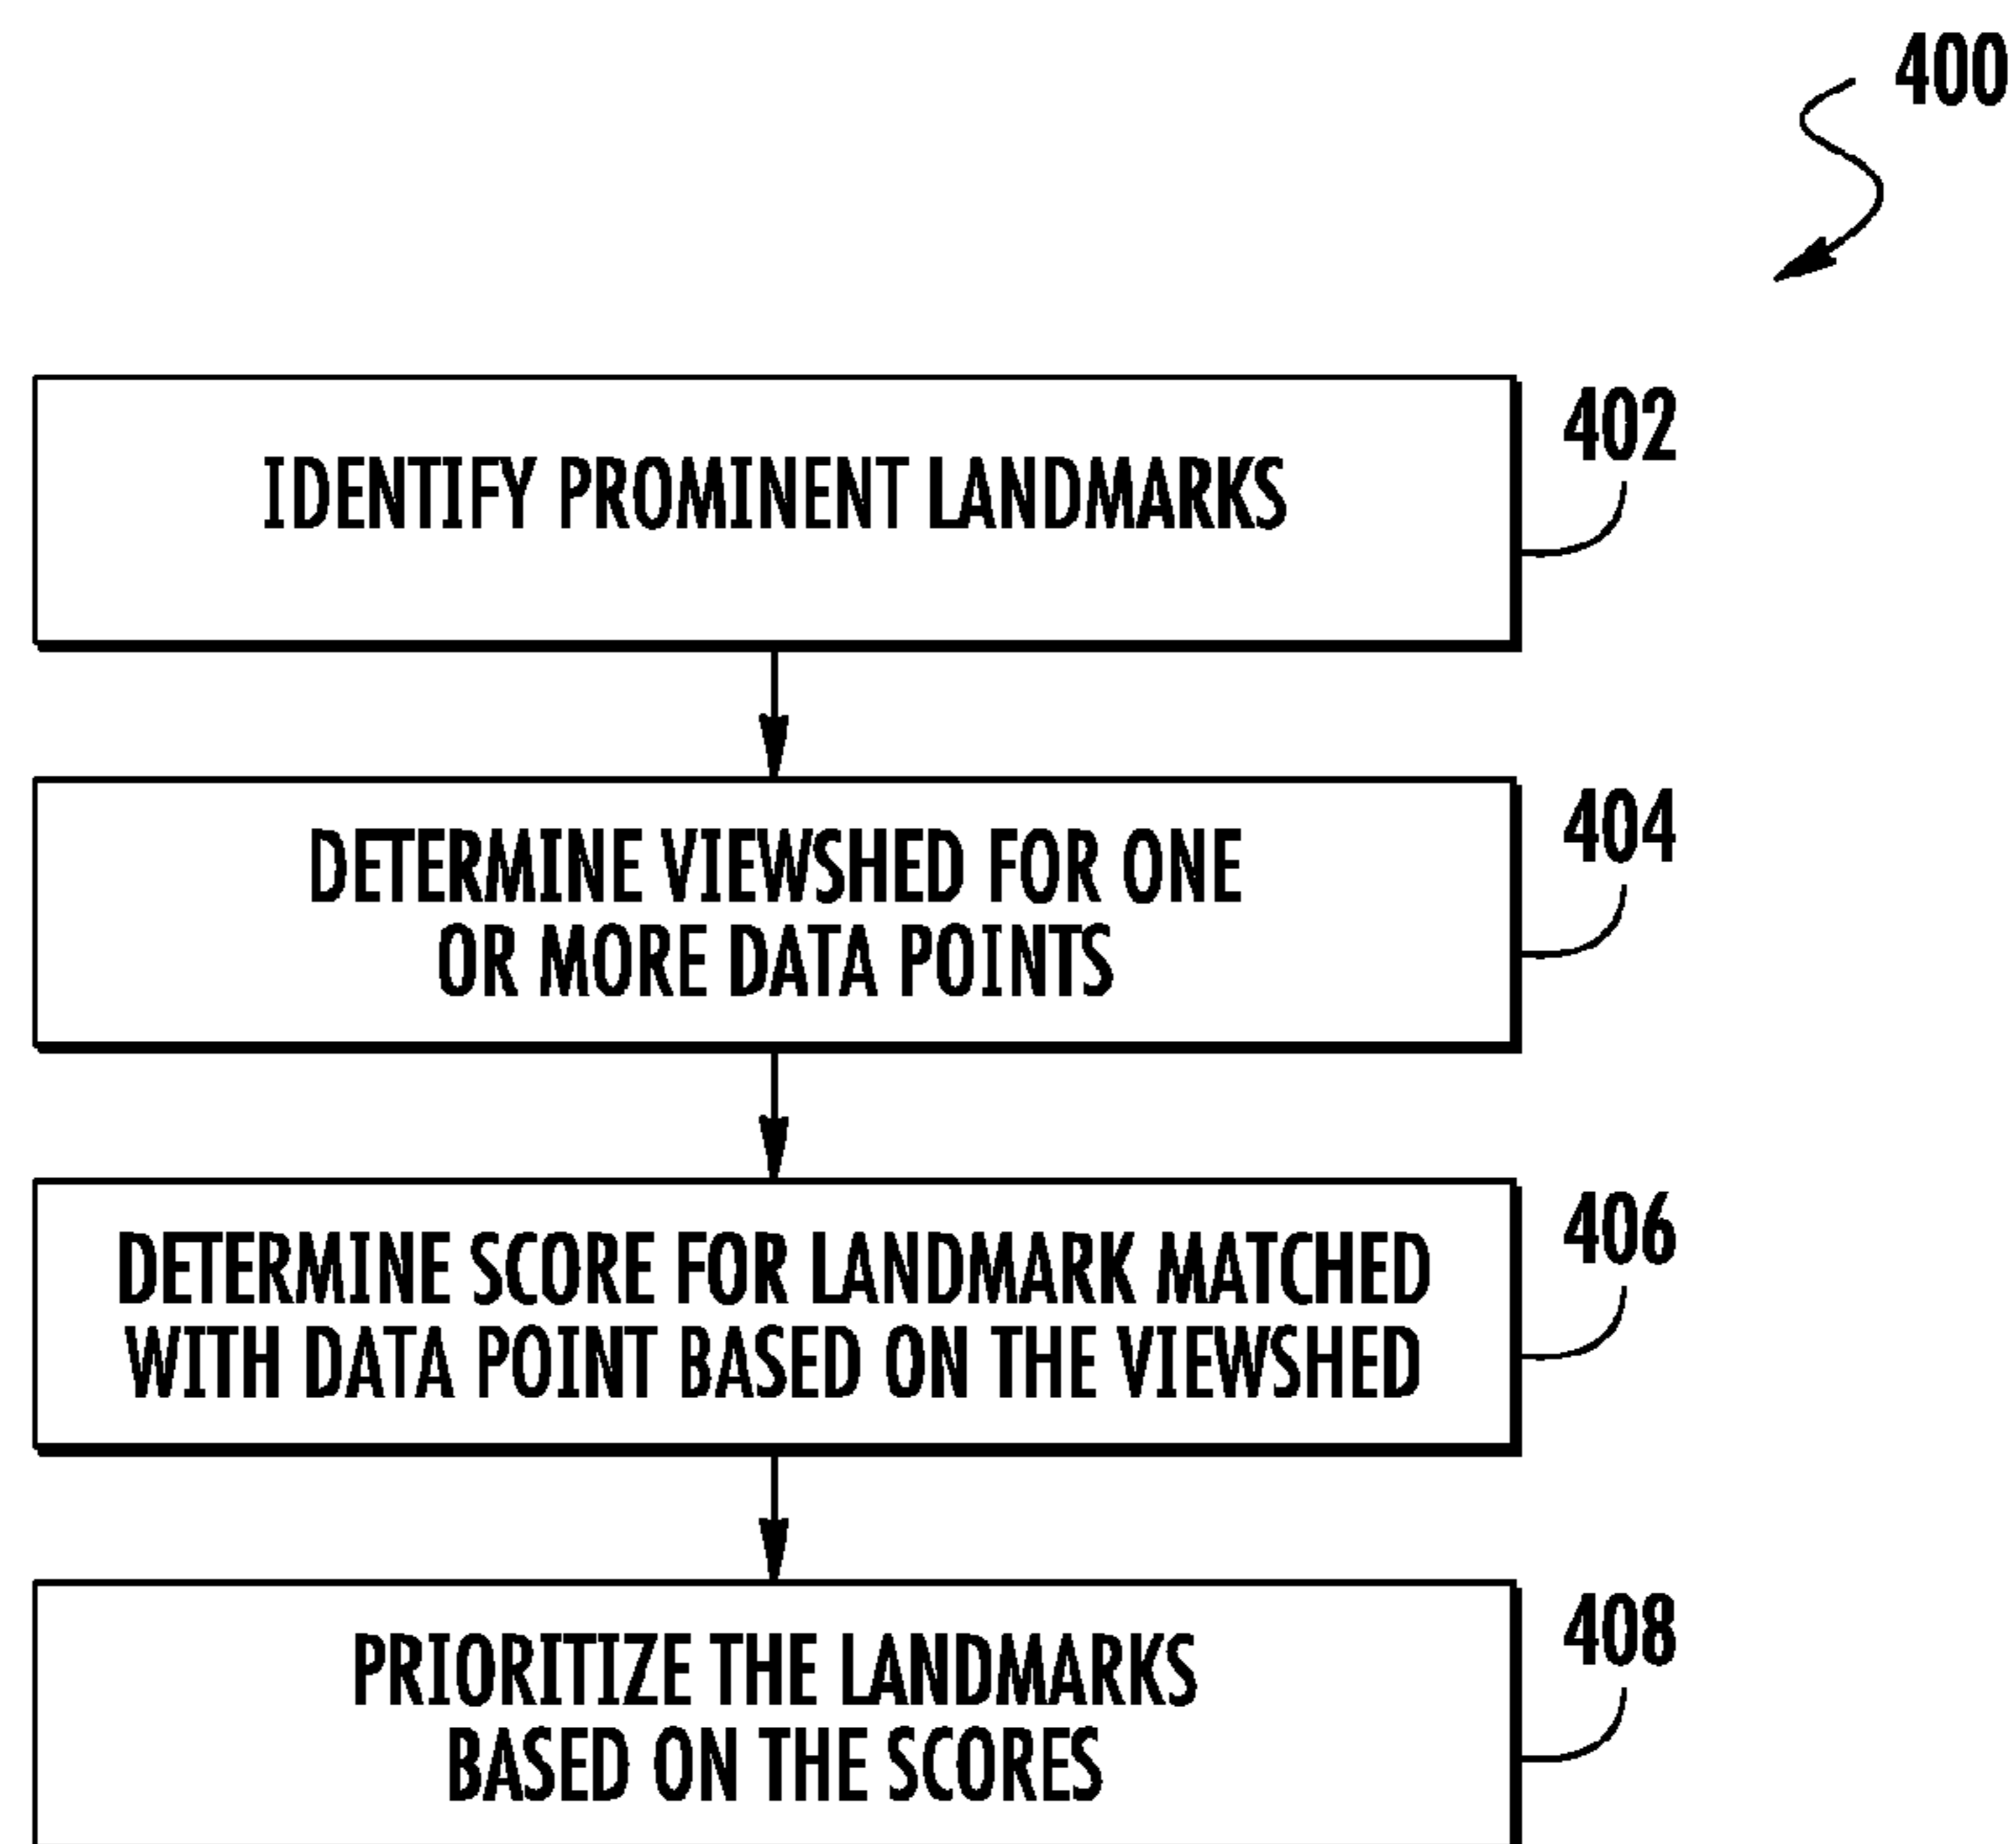 400
402
IDENTIFY PROMINENT LANDMARKS
404
DETERMINE VIEWSHED FOR ONE
OR MORE DATA POINTS
406
DETERMINE SCORE FOR LANDMARK MATCHED
WITH DATA POINT BASED ON THE VIEWSHED
408
PRIORITIZE THE LANDMARKS
BASED ON THE SCORES